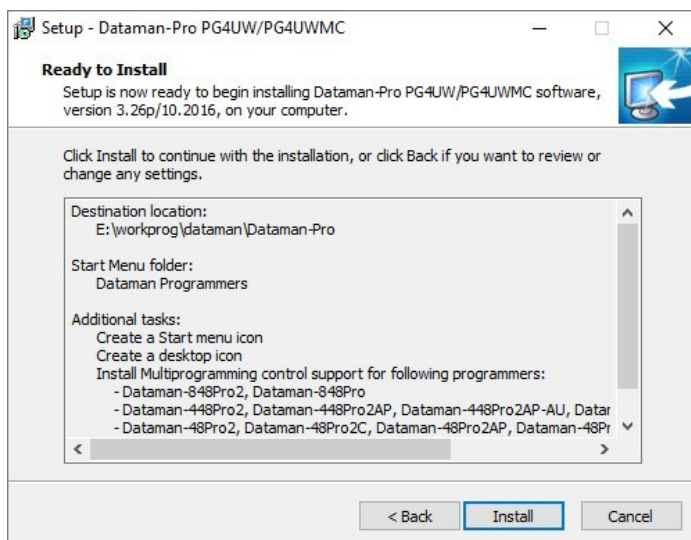 Setup - Dataman-Pro PG4UW/PG4UWMC
Ready to Install
Setup is now ready to begin installing Dataman-Pro PG4UW/PG4UWMC software,
version 3.26p/10.2016, on your computer.
Click Install to continue with the installation, or click Back if you want to review or
change any settings.
Destination location:
E:\workprog\dataman\Dataman-Pro
Start Menu folder:
Dataman Programmers
Additional tasks:
Create a Start menu icon
Create a desktop icon
Install Multiprogramming control support for following programmers:
- Dataman-848Pro2, Dataman-848Pro
- Dataman-448Pro2, Dataman-448Pro2AP, Dataman-448Pro2AP-AU,
- Dataman-48Pro2, Dataman-48Pro2C, Dataman-48Pro2AP,
< Back
Install
Cancel